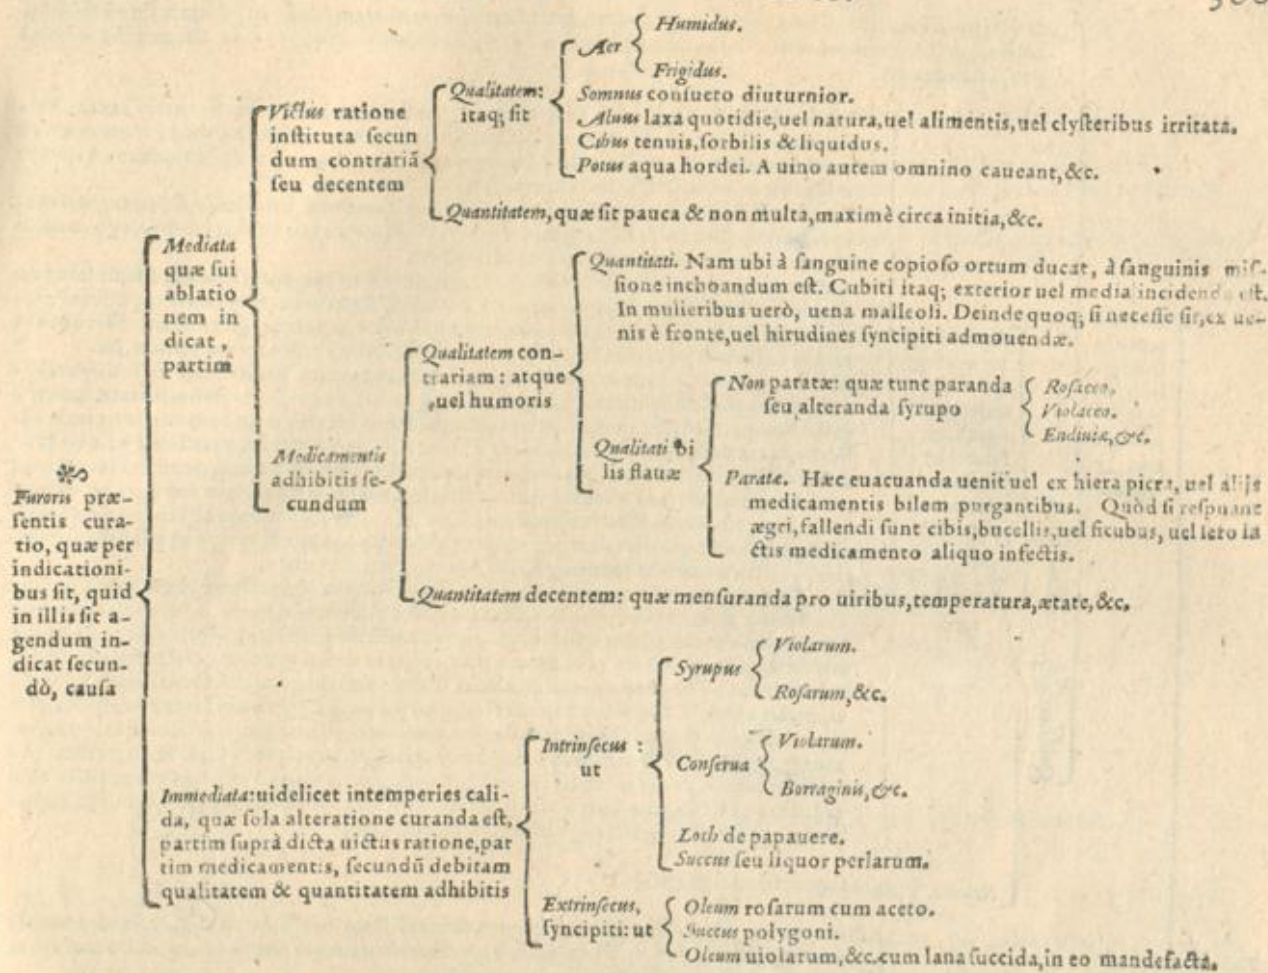 Humidus.
Aer
Frigidus.
Qualitatem:
itaq; sit
Somnus consueto diuturnior.
Aluus laxa quotidie, uel natura, uel alimentis, uel clysteribus irritata.
Cibus tenuis, sorbilis & liquidus.
Potus aqua hordei. A uino autem omnino caueant, &c.
Victus ratione
instituta secun
dum contrariã
seu decentem
Quantitatem, quæ sit pauca & non multa, maximè circa initia, &c.
Mediata
quæ sui
ablatio
nem in
dicat,
partim
Quantitati. Nam ubi à sanguine copioso ortum ducat, à sanguinis mis-
sione inchoandum est. Cubiti itaq; exterior uel media incidenda est.
In mulieribus uerò, uena malleoli. Deinde quoq; si necesse sit, ex ue-
nis è fronte, uel hirudines syncipiti admouendæ.
Qualitatem con-
trariam: atque
uel humoris
Non paratæ: quæ tunc paranda
seu alteranda syrupo
Rosaceo.
Violaceo.
Endiuiæ, &c.
Qualitati bi
lis flauæ
Medicamentis
adhibitis se-
cundum
Paratæ. Hæc euacuanda uenit uel ex hiera picra, uel alijs
medicamentis bilem purgantibus. Quòd si respuant
ægri, fallendi sunt cibis, bucellis, uel ficubus, uel sero la
ctis medicamento aliquo infectis.
Quantitatem decentem: quæ mensuranda pro uiribus, temperatura, ætate, &c.
Furoris præ-
sentis cura-
tio, quæ per
indicationi-
bus fit, quid
in illis sit a-
gendum in-
dicat secun-
dò, causa
Syrupus
Violarum.
Rosarum, &c.
Intrinsecus:
ut
Conserua
Violarum.
Borraginis, &c.
Loch de papauere.
Succus seu liquor perlarum.
Immediata: uidelicet intemperies cali-
da, quæ sola alteratione curanda est,
partim suprà dicta uictus ratione, par
tim medicamentis, secundũ debitam
qualitatem & quantitatem adhibitis
Extrinsecus,
syncipiti: ut
Oleum rosarum cum aceto.
Succus polygoni.
Oleum uiolarum, &c. cum lana succida, in eo mandefacta.